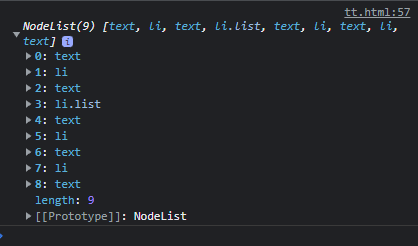 tt.html:57
NodeList(9) [text, li, text, li.list, text, li, text, li,
text] i
0: text
1: li
2: text
3: li.list
4: text
5: li
6: text
7: li
8: text
length: 9
[[Prototype]]: NodeList